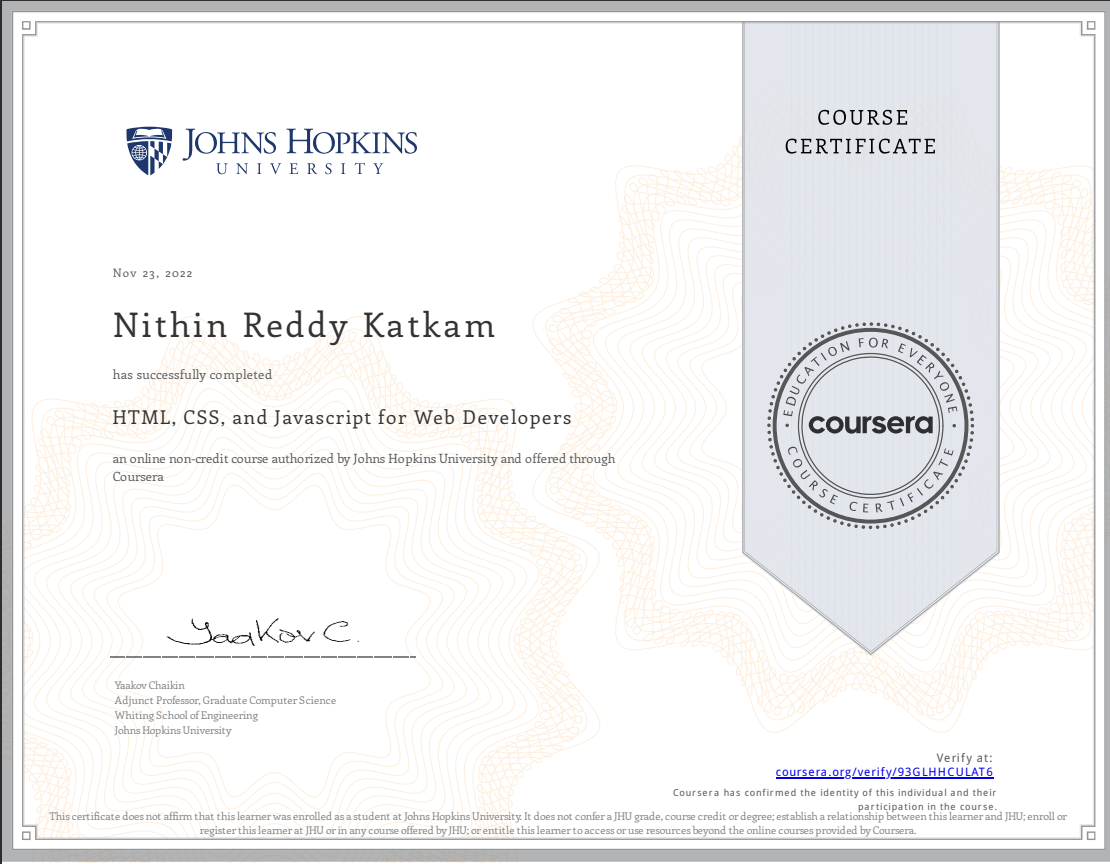 JOHNS HOPKINS
UNIVERSITY
COURSE
CERTIFICATE
Nov 23, 2022
Nithin Reddy Katkam
has successfully completed
HTML, CSS, and Javascript for Web Developers
an online non-credit course authorized by Johns Hopkins University and offered through
Coursera
EDUCATION FOR EVERYONE
coursera
COURSE CERTIFICATE
Yaakov C.
Yaakov Chaikin
Adjunct Professor, Graduate Computer Science
Whiting School of Engineering
Johns Hopkins University
Verify at:
coursera.org/verify/93GLHHCULAT6
Coursera has confirmed the identity of this individual and their
participation in the course.
This certificate does not affirm that this learner was enrolled as a student at Johns Hopkins University. It does not confer a JHU grade, course credit or degree; establish a relationship between this learner and JHU; enroll or
register this learner at JHU or in any course offered by JHU; or entitle this learner to access or use resources beyond the online courses provided by Coursera.